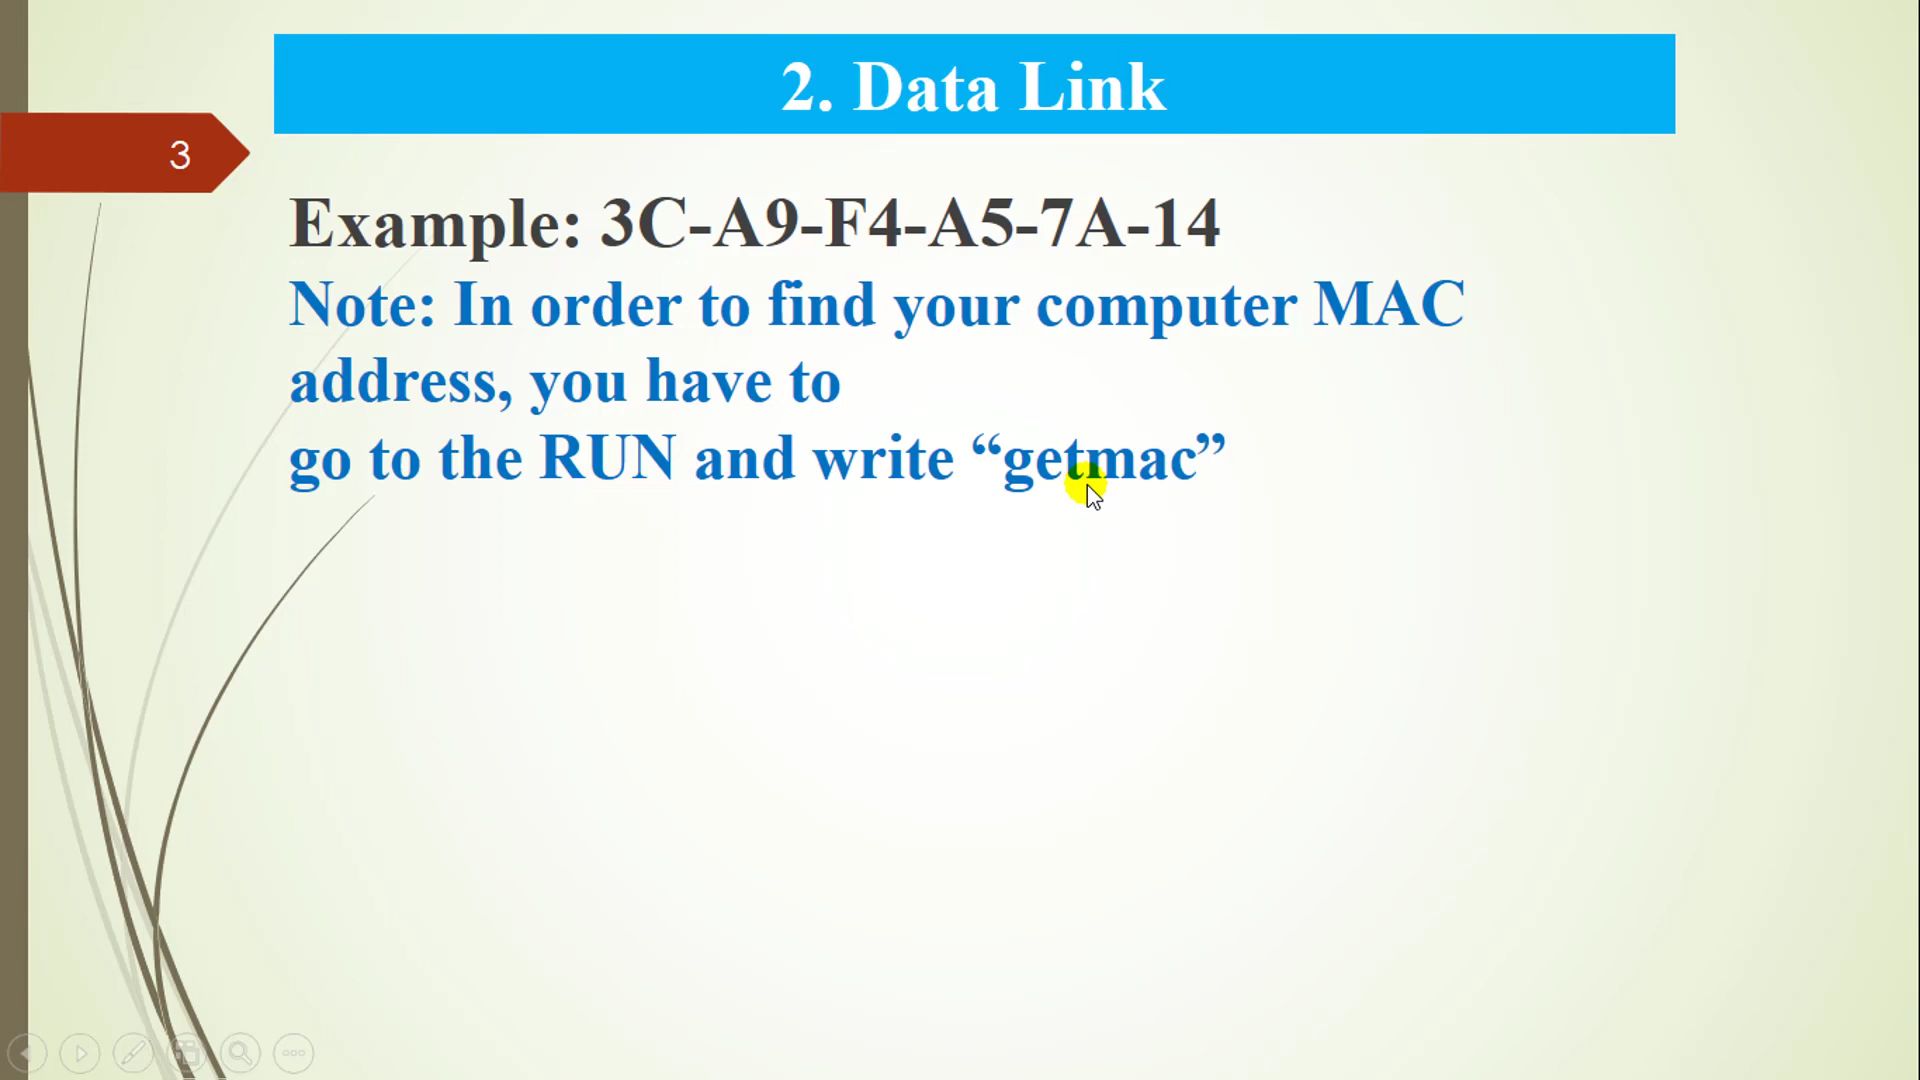 2. Data Link
3
Example: 3C-A9-F4-A5-7A-14
Note: In order to find your computer MAC
address, you have to
go to the RUN and write “getmac”